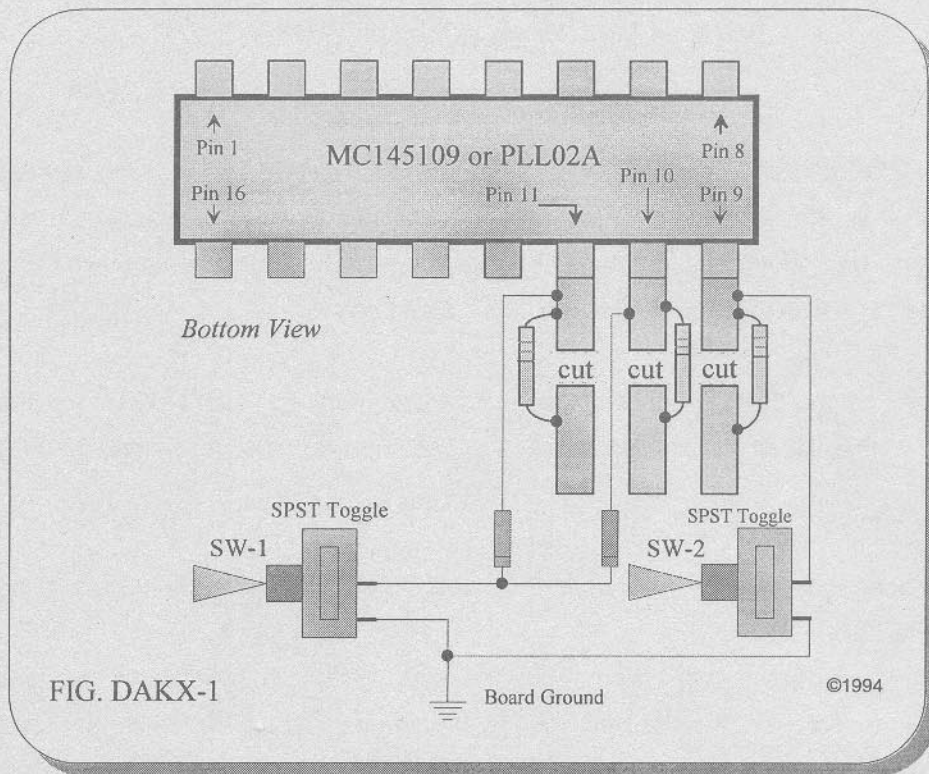 Pin 1
Pin 8
MC145109 or PLL02A
Pin 10
Pin 16
Pin 11
Pin 9
Bottom View
cut
cut
cut
SPST Toggle
SPST Toggle
SW-1
SW-2
FIG. DAKX-1
Board Ground
©1994